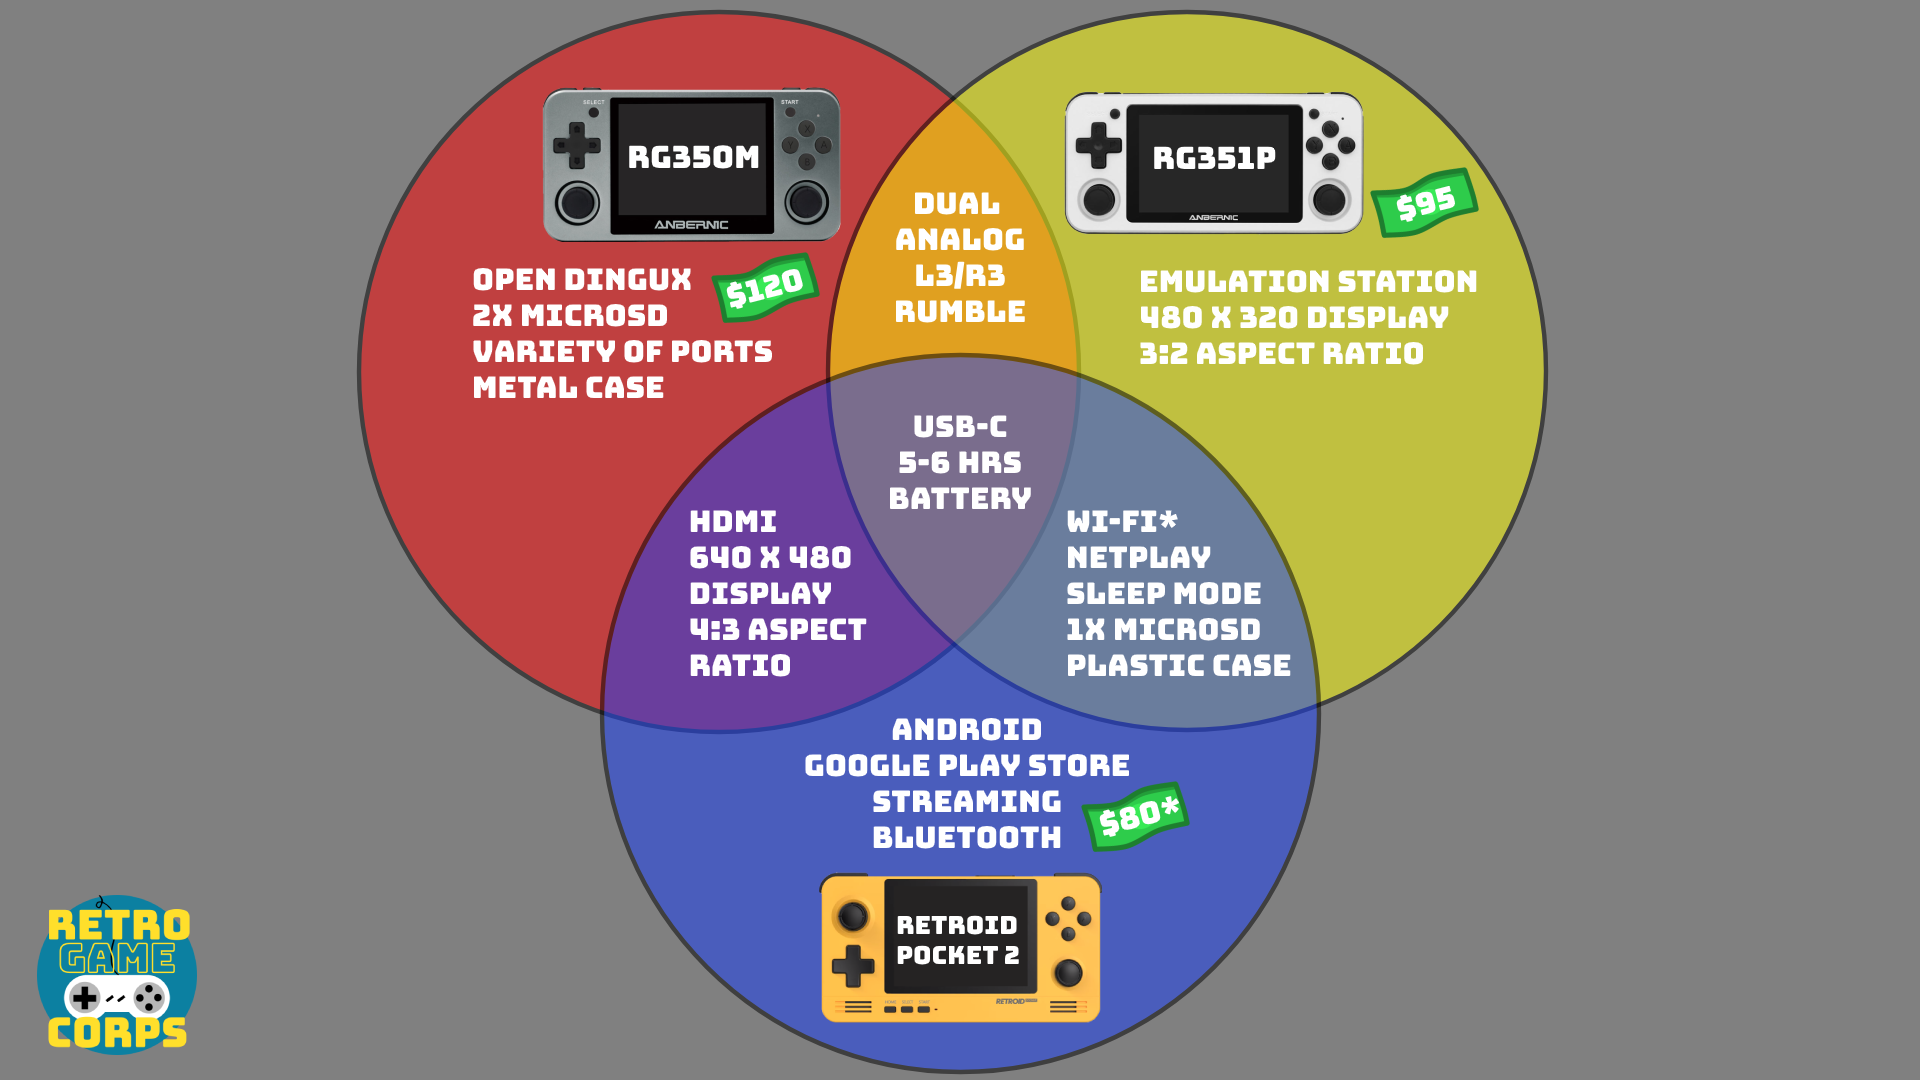 SELECT
START
RG350M
ANBERNIC
RG351P
ANBERNIC
$95
DUAL
ANALOG
L3/R3
RUMBLE
OPEN DINGUX
2X MICROSD
VARIETY OF PORTS
METAL CASE
$120
EMULATION STATION
480 X 320 DISPLAY
3:2 ASPECT RATIO
USB-C
5-6 HRS
BATTERY
HDMI
640 X 480
DISPLAY
4:3 ASPECT
RATIO
WI-FI*
NETPLAY
SLEEP MODE
1X MICROSD
PLASTIC CASE
ANDROID
GOOGLE PLAY STORE
STREAMING
BLUETOOTH
$80*
RETROID
POCKET 2
RETROID
RETRO
GAME
CORPS